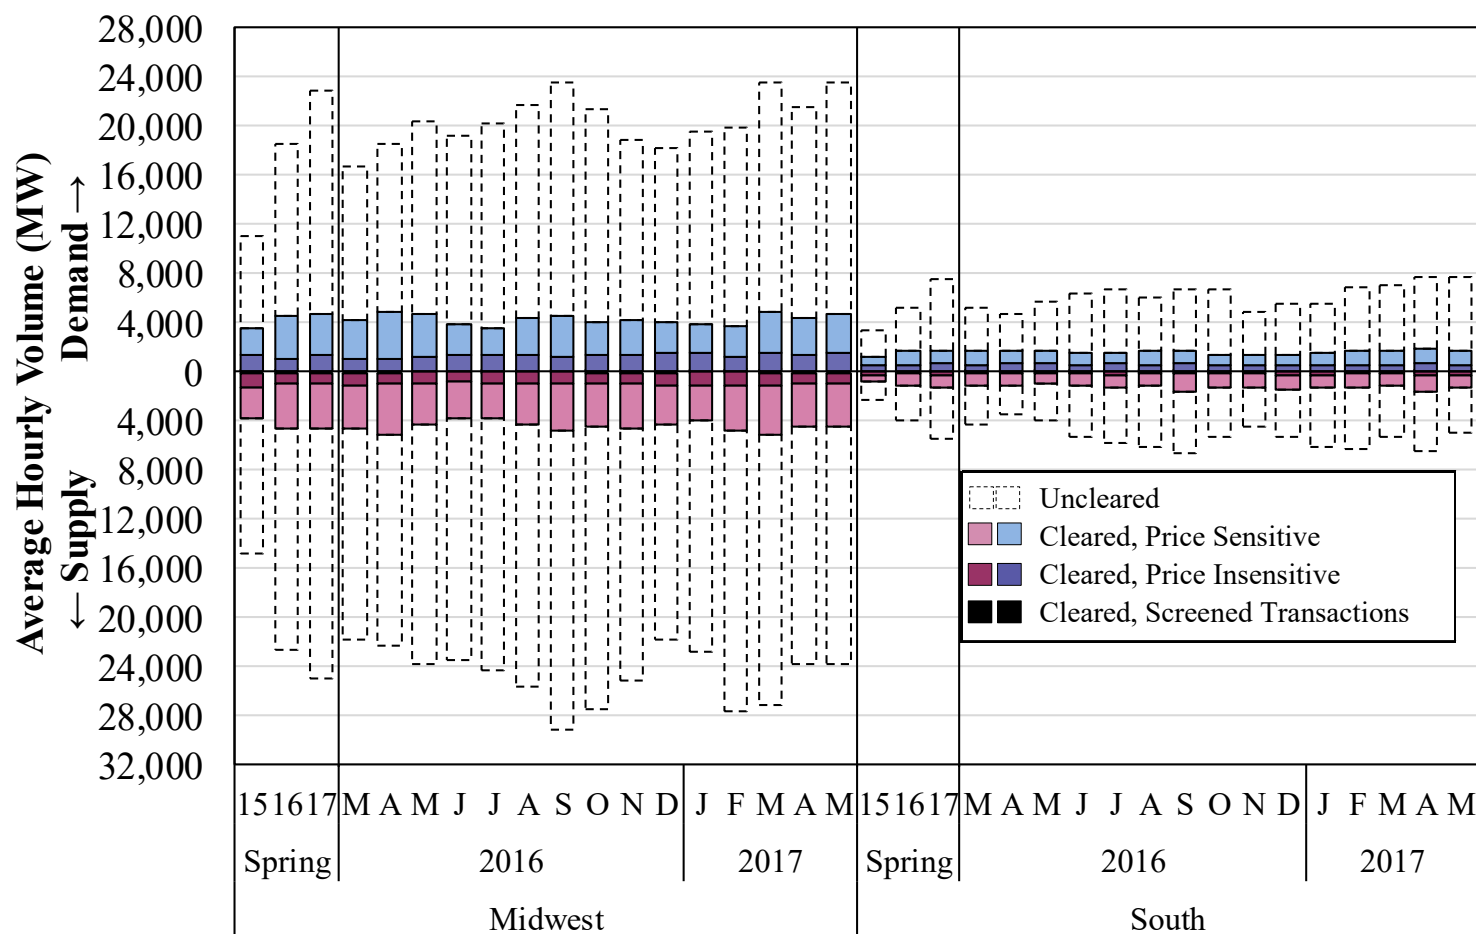 28,000
24,000
20,000
16,000
12,000
8,000
4,000
0
4,000
8,000
12,000
16,000
20,000
24,000
28,000
32,000
Average Hourly Volume (MW)
← Supply Demand →
Uncleared
Cleared, Price Sensitive
Cleared, Price Insensitive
Cleared, Screened Transactions
15 16 17 M A M J J A S O N D J F M A M 15 16 17 M A M J J A S O N D J F M A M
Spring 2016 2017 Spring 2016 2017
Midwest South